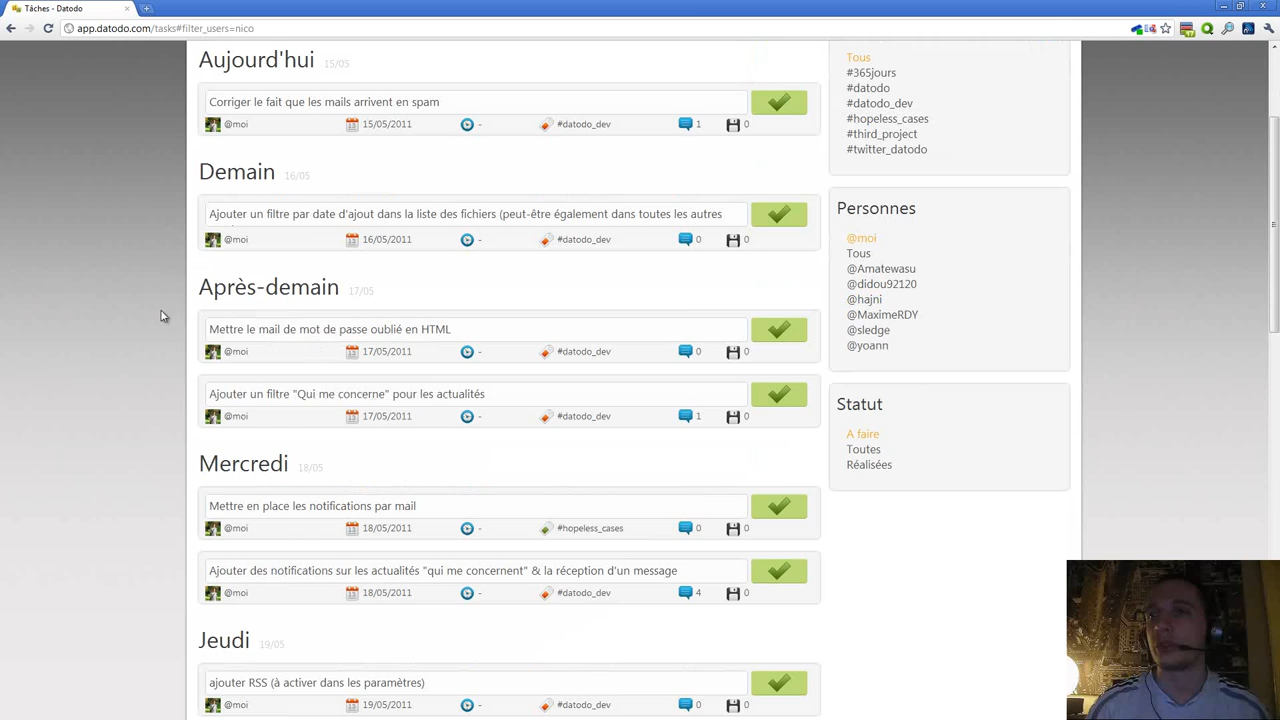 Tâches - Datodo
app.datodo.com/tasks#filter_users=nico
Aujourd'hui 15/05
Corriger le fait que les mails arrivent en spam
@moi 15/05/2011 - #datodo_dev 1 0
Demain 16/05
Ajouter un filtre par date d'ajout dans la liste des fichiers (peut-être également dans toutes les autres
@moi 16/05/2011 - #datodo_dev 0 0
Après-demain 17/05
Mettre le mail de mot de passe oublié en HTML
@moi 17/05/2011 - #datodo_dev 0 0
Ajouter un filtre "Qui me concerne" pour les actualités
@moi 17/05/2011 - #datodo_dev 1 0
Mercredi 18/05
Mettre en place les notifications par mail
@moi 18/05/2011 - #hopeless_cases 0 0
Ajouter des notifications sur les actualités "qui me concernent" & la réception d'un message
@moi 18/05/2011 - #datodo_dev 4 0
Jeudi 19/05
ajouter RSS (à activer dans les paramètres)
@moi 19/05/2011 - #datodo_dev 0 0
Tous
#365jours
#datodo
#datodo_dev
#hopeless_cases
#third_project
#twitter_datodo
Personnes
@moi
Tous
@Amatewasu
@didou92120
@hajni
@MaximeRDY
@sledge
@yoann
Statut
A faire
Toutes
Réalisées